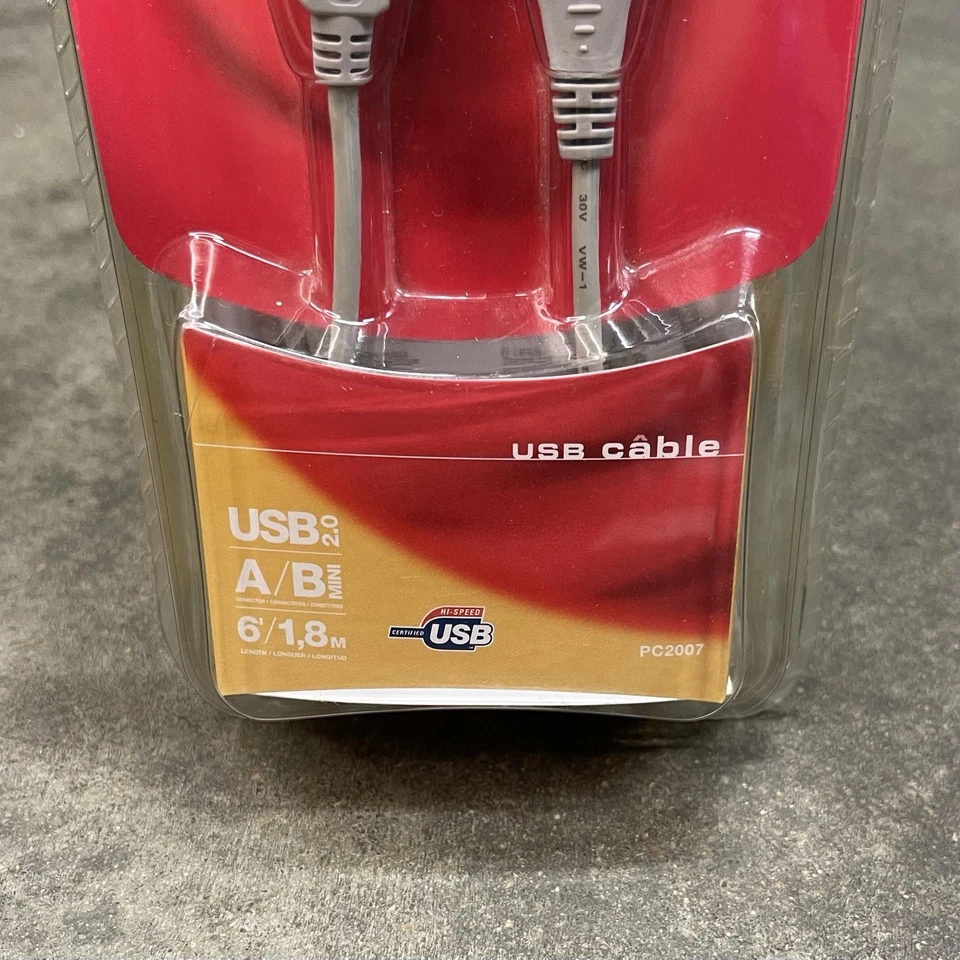 30V VW-1
USB câble
USB 2.0
A/B MINI
CONNECTOR / CONNECTEURS / CONECTORES
6'/1,8M
LENGTH / LONGUER / LONGITUD
HI-SPEED
CERTIFIED USB
PC2007